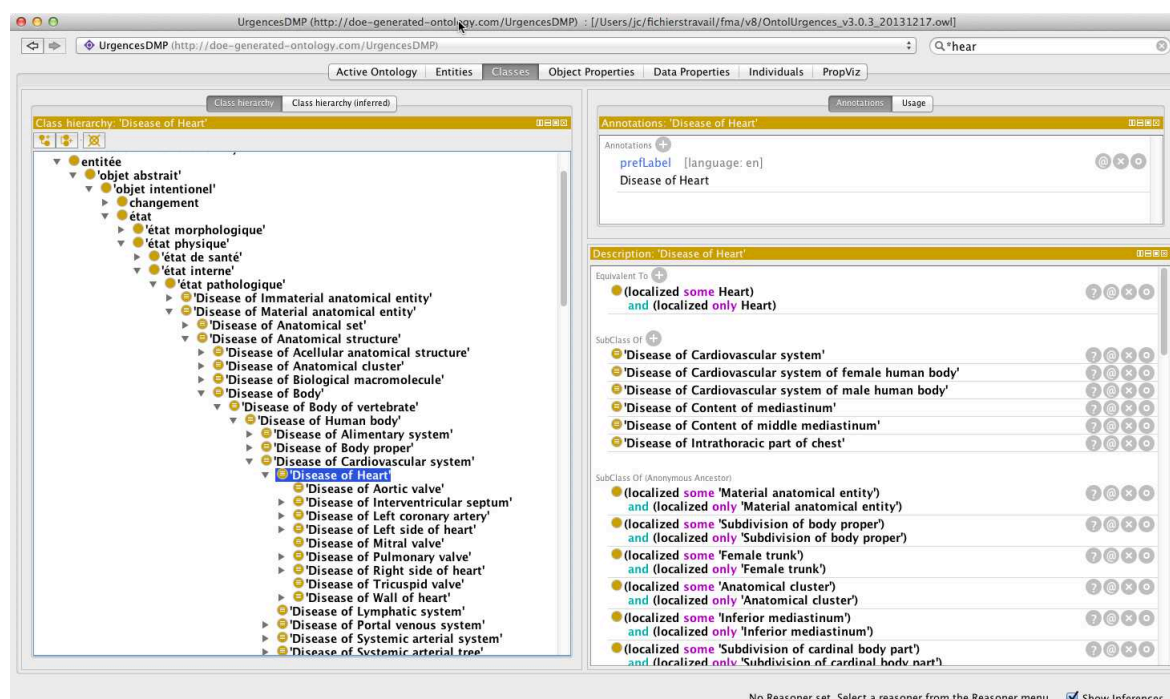 UrgencesDMP (http://doe-generated-ontology.com/UrgencesDMP) : [/Users/jc/fichierstravail/fma/v8/OntolUrgences_v3.0.3_20131217.owl]
UrgencesDMP (http://doe-generated-ontology.com/UrgencesDMP)
*hear
Active Ontology Entities Classes Object Properties Data Properties Individuals PropViz
Class hierarchy Class hierarchy (inferred)
Class hierarchy: 'Disease of Heart'
entitée
'objet abstrait'
'objet intentionel'
changement
état
'état morphologique'
'état physique'
'état de santé'
'état interne'
'état pathologique'
'Disease of Immaterial anatomical entity'
'Disease of Material anatomical entity'
'Disease of Anatomical set'
'Disease of Anatomical structure'
'Disease of Acellular anatomical structure'
'Disease of Anatomical cluster'
'Disease of Biological macromolecule'
'Disease of Body'
'Disease of Body of vertebrate'
'Disease of Human body'
'Disease of Alimentary system'
'Disease of Body proper'
'Disease of Cardiovascular system'
'Disease of Heart'
'Disease of Aortic valve'
'Disease of Interventricular septum'
'Disease of Left coronary artery'
'Disease of Left side of heart'
'Disease of Mitral valve'
'Disease of Pulmonary valve'
'Disease of Right side of heart'
'Disease of Tricuspid valve'
'Disease of Wall of heart'
'Disease of Lymphatic system'
'Disease of Portal venous system'
'Disease of Systemic arterial system'
'Disease of Systemic arterial tree'
Annotations Usage
Annotations: 'Disease of Heart'
Annotations
prefLabel [language: en]
Disease of Heart
Description: 'Disease of Heart'
Equivalent To
(localized some Heart)
and (localized only Heart)
SubClass Of
'Disease of Cardiovascular system'
'Disease of Cardiovascular system of female human body'
'Disease of Cardiovascular system of male human body'
'Disease of Content of mediastinum'
'Disease of Content of middle mediastinum'
'Disease of Intrathoracic part of chest'
SubClass Of (Anonymous Ancestor)
(localized some 'Material anatomical entity')
and (localized only 'Material anatomical entity')
(localized some 'Subdivision of body proper')
and (localized only 'Subdivision of body proper')
(localized some 'Female trunk')
and (localized only 'Female trunk')
(localized some 'Anatomical cluster')
and (localized only 'Anatomical cluster')
(localized some 'Inferior mediastinum')
and (localized only 'Inferior mediastinum')
(localized some 'Subdivision of cardinal body part')
and (localized only 'Subdivision of cardinal body part')
No Reasoner set. Select a reasoner from the Reasoner menu Show Inferences